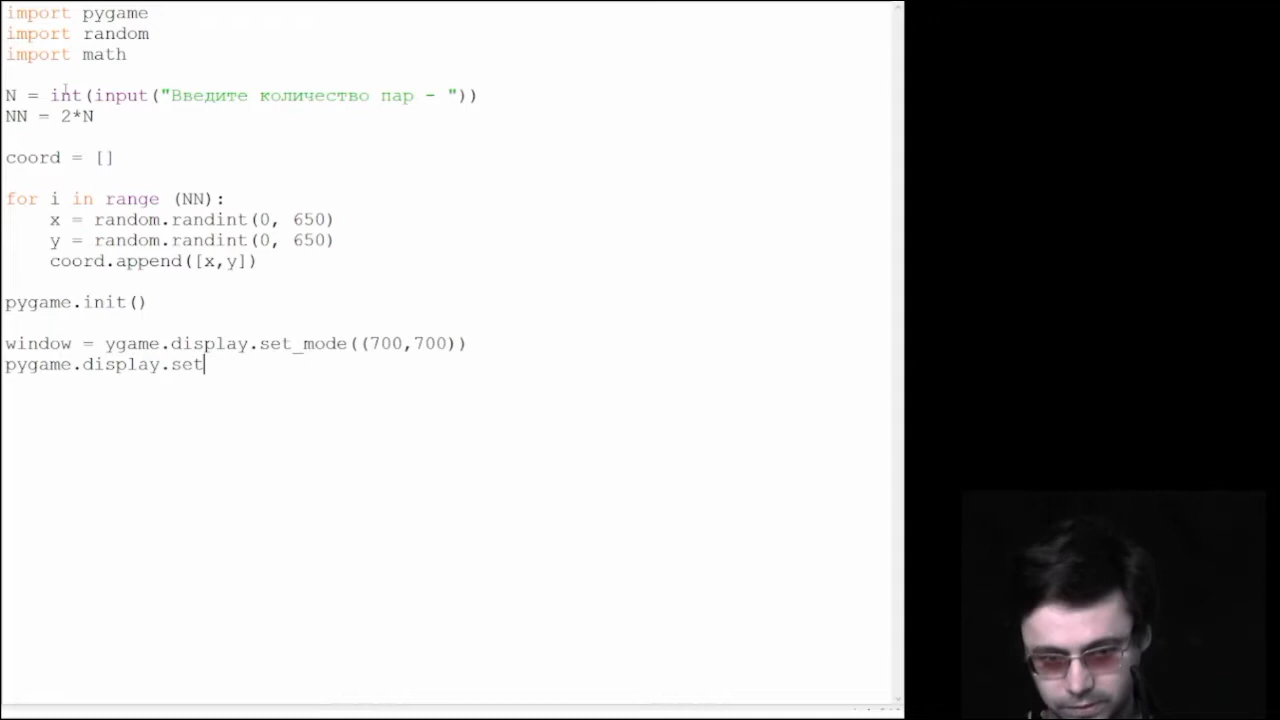 import pygame
import random
import math
N = int(input("Введите количество пар - "))
NN = 2*N
coord = []
for i in range (NN):
    x = random.randint(0, 650)
    y = random.randint(0, 650)
    coord.append([x,y])
pygame.init()
window = ygame.display.set_mode((700,700))
pygame.display.set